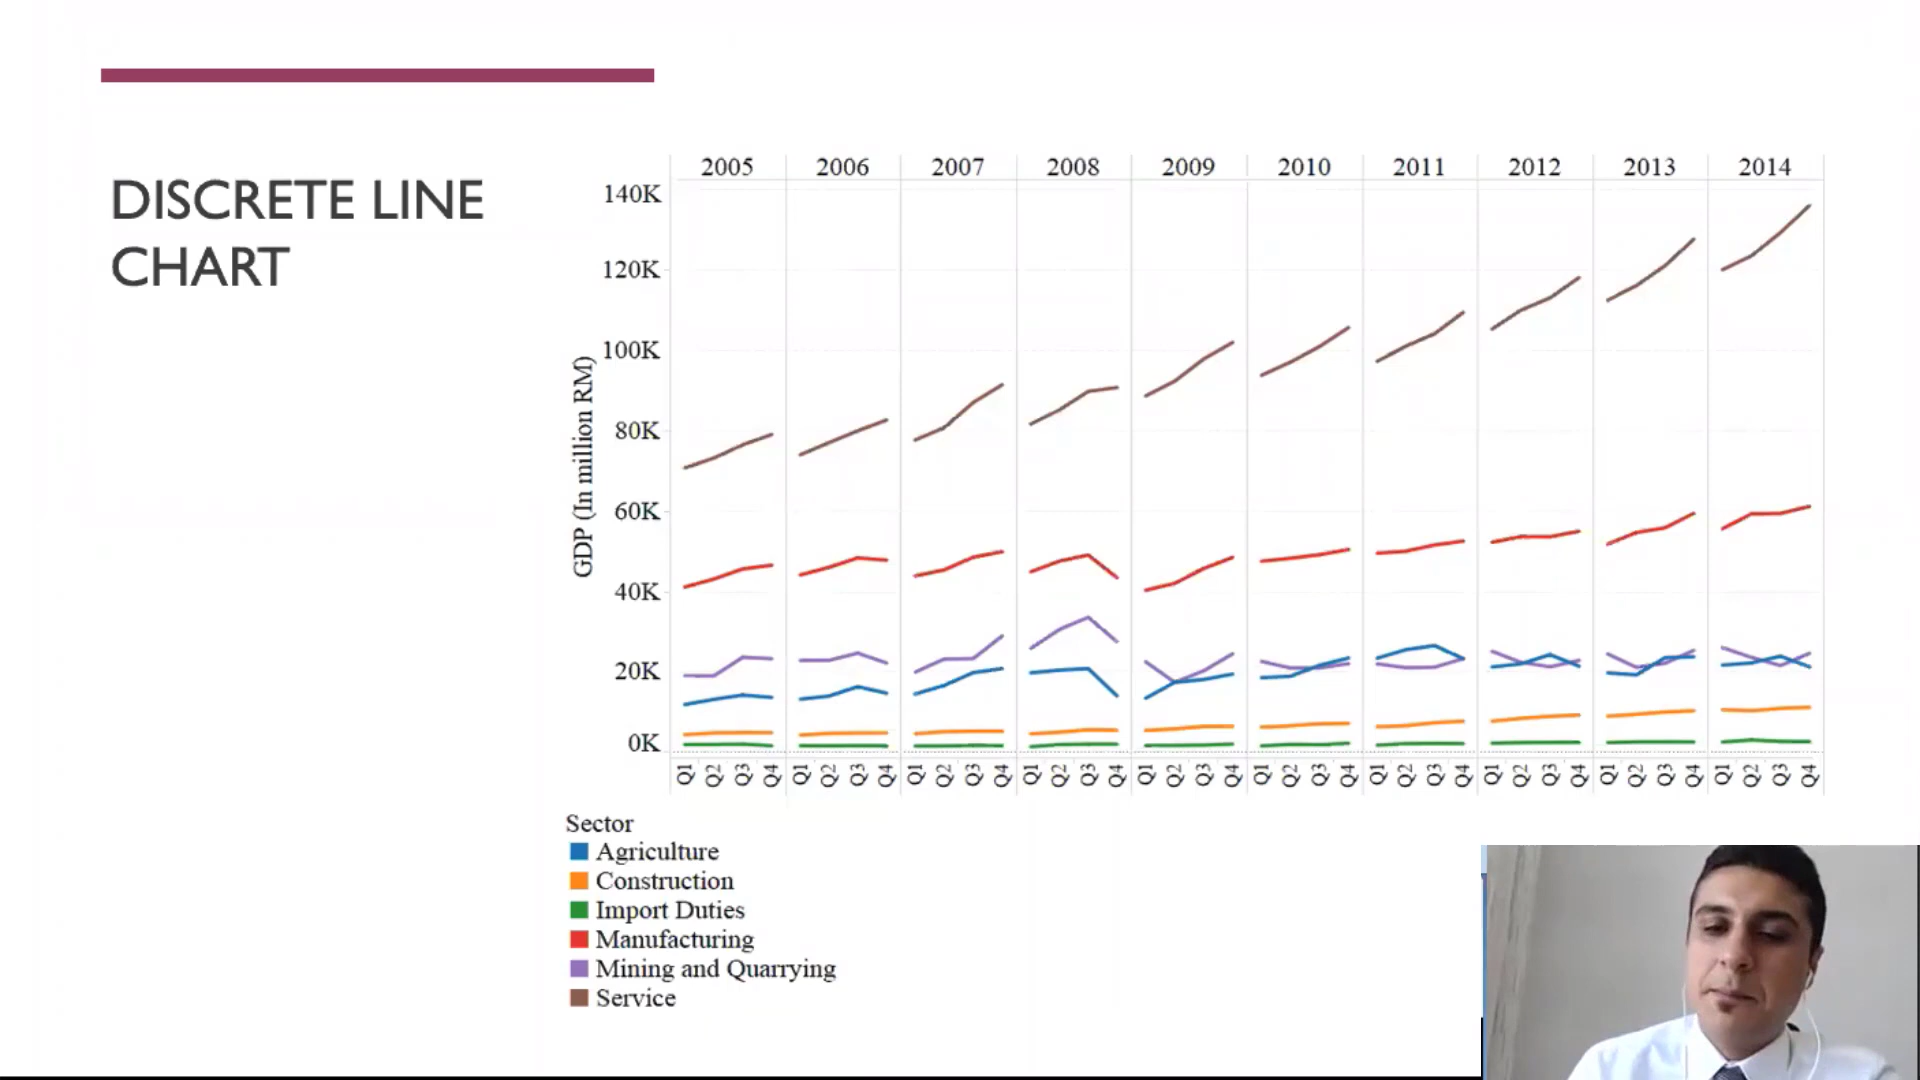 DISCRETE LINE
CHART
2005 2006 2007 2008 2009 2010 2011 2012 2013 2014
140K
120K
100K
80K
60K
40K
20K
0K
GDP (In million RM)
Q1 Q2 Q3 Q4 Q1 Q2 Q3 Q4 Q1 Q2 Q3 Q4 Q1 Q2 Q3 Q4 Q1 Q2 Q3 Q4 Q1 Q2 Q3 Q4 Q1 Q2 Q3 Q4 Q1 Q2 Q3 Q4 Q1 Q2 Q3 Q4 Q1 Q2 Q3 Q4
Sector
Agriculture
Construction
Import Duties
Manufacturing
Mining and Quarrying
Service